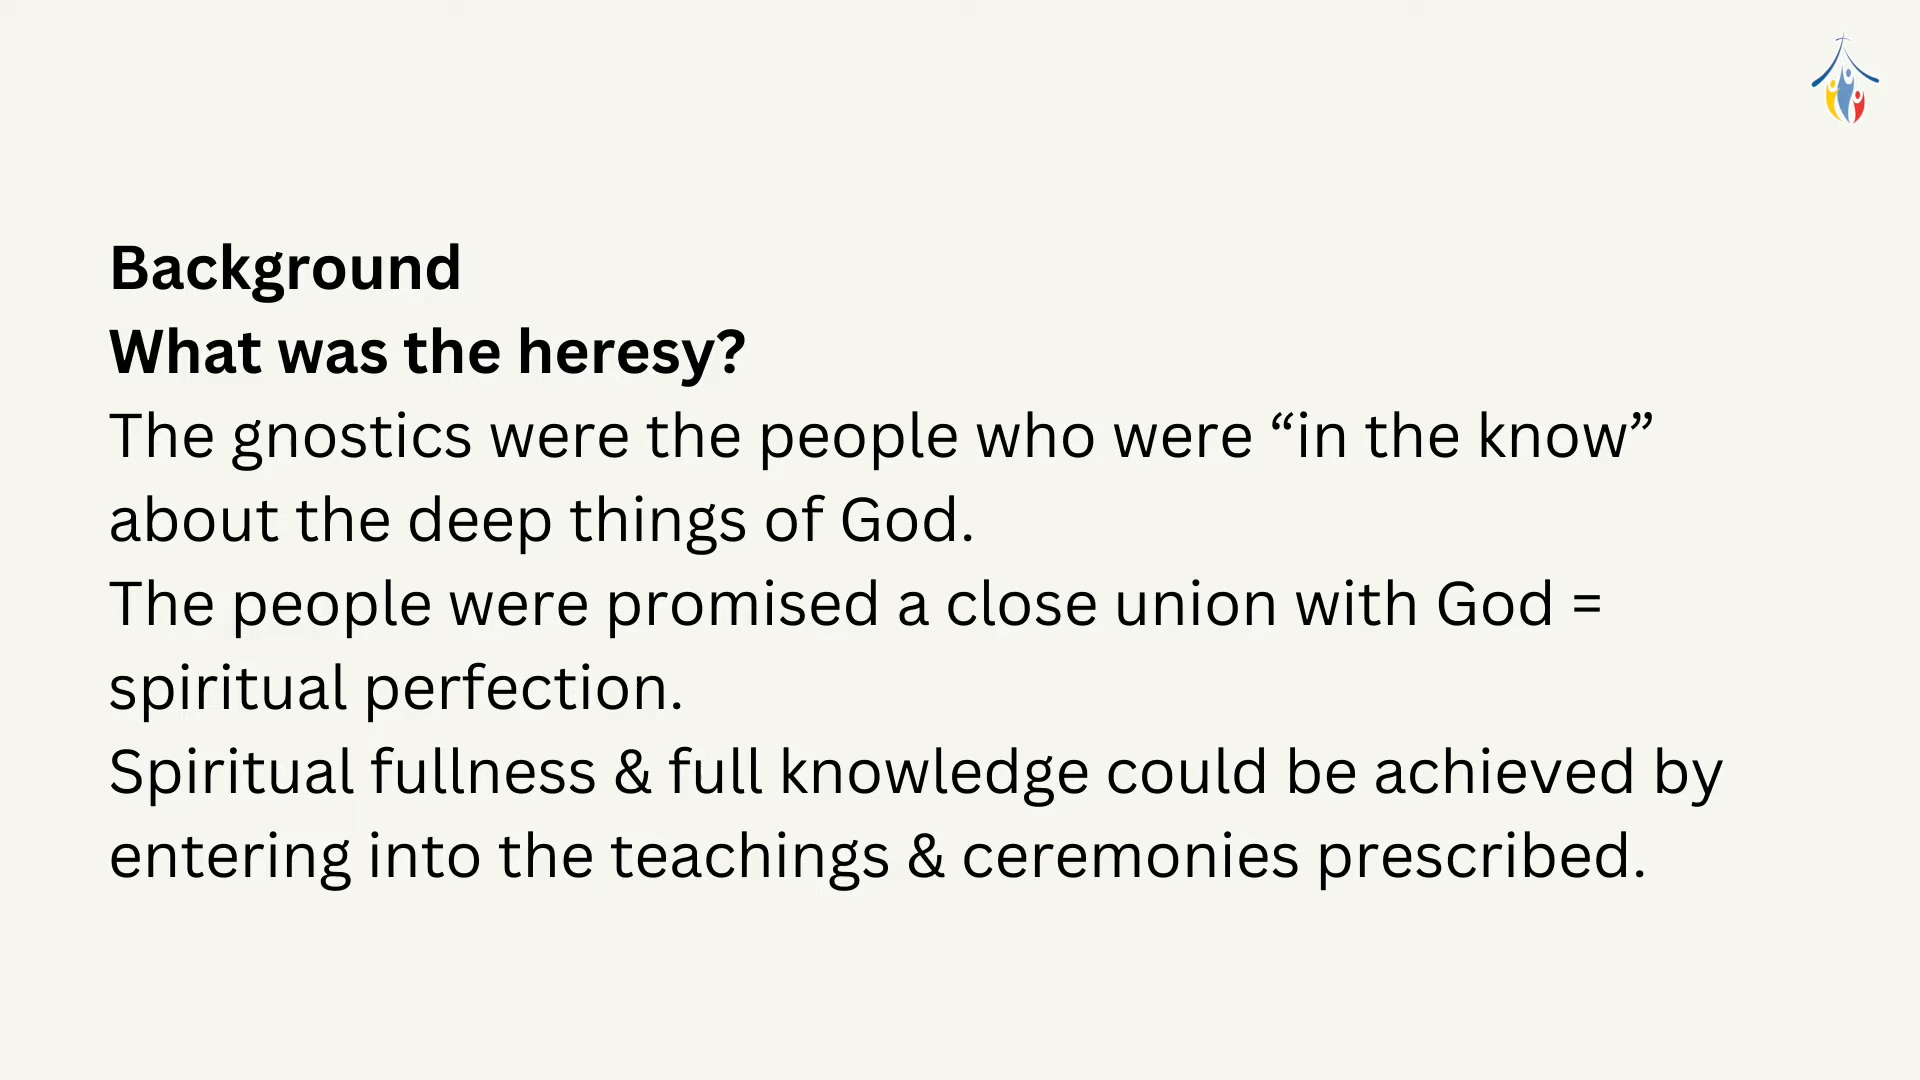 Background
What was the heresy?
The gnostics were the people who were “in the know”
about the deep things of God.
The people were promised a close union with God =
spiritual perfection.
Spiritual fullness & full knowledge could be achieved by
entering into the teachings & ceremonies prescribed.